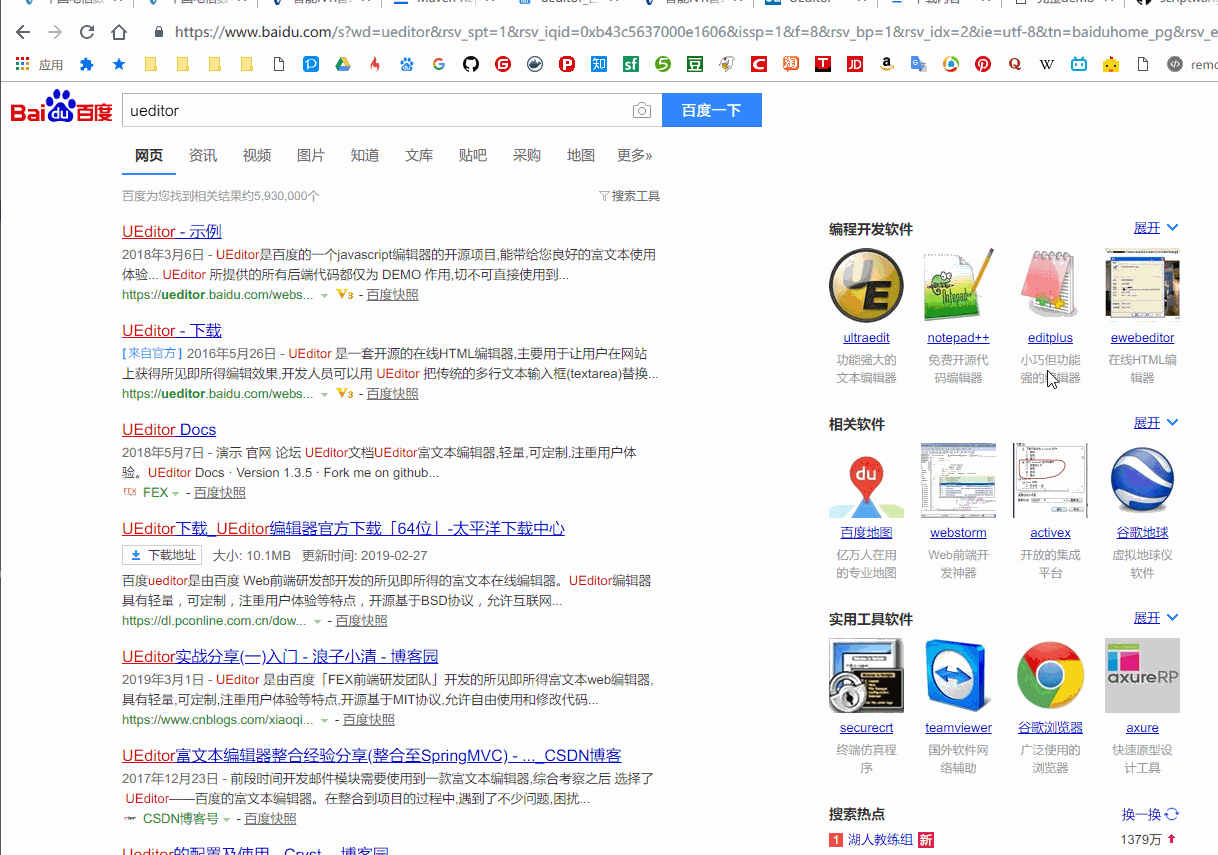 https://www.baidu.com/s?wd=ueditor&rsv_spt=1&rsv_iqid=0xb43c5637000e1606&issp=1&f=8&rsv_bp=1&rsv_idx=2&ie=utf-8&tn=baiduhome_pg&rsv_e
应用
remo
Bai du 百度
ueditor
百度一下
网页 资讯 视频 图片 知道 文库 贴吧 采购 地图 更多»
百度为您找到相关结果约5,930,000个
搜索工具
UEditor - 示例
2018年3月6日 - UEditor是百度的一个javascript编辑器的开源项目,能带给您良好的富文本使用
体验... UEditor 所提供的所有后端代码都仅为 DEMO 作用,切不可直接使用到...
https://ueditor.baidu.com/webs... V3 - 百度快照
UEditor - 下载
[来自官方] 2016年5月26日 - UEditor 是一套开源的在线HTML编辑器,主要用于让用户在网站
上获得所见即所得编辑效果,开发人员可以用 UEditor 把传统的多行文本输入框(textarea)替换...
https://ueditor.baidu.com/webs... V3 - 百度快照
UEditor Docs
2018年5月7日 - 演示 官网 论坛 UEditor文档UEditor富文本编辑器,轻量,可定制,注重用户体
验。UEditor Docs · Version 1.3.5 · Fork me on github...
FEX FEX - 百度快照
UEditor下载_UEditor编辑器官方下载「64位」-太平洋下载中心
下载地址 大小: 10.1MB 更新时间: 2019-02-27
百度ueditor是由百度 Web前端研发部开发的所见即所得的富文本在线编辑器。UEditor编辑器
具有轻量，可定制，注重用户体验等特点，开源基于BSD协议，允许互联网...
https://dl.pconline.com.cn/dow... - 百度快照
UEditor实战分享(一)入门 - 浪子小清 - 博客园
2019年3月1日 - UEditor 是由百度「FEX前端研发团队」开发的所见即所得富文本web编辑器,
具有轻量,可定制,注重用户体验等特点,开源基于MIT协议,允许自由使用和修改代码...
https://www.cnblogs.com/xiaoqi... - 百度快照
UEditor富文本编辑器整合经验分享(整合至SpringMVC) - ..._CSDN博客
2017年12月23日 - 前段时间开发邮件模块需要使用到一款富文本编辑器,综合考察之后 选择了
UEditor——百度的富文本编辑器。在整合到项目的过程中,遇到了不少问题,困扰...
CSDN博客号 - 百度快照
Ueditor的配置及使用 - Cryst... - 博客园
编程开发软件 展开
ultraedit notepad++ editplus ewebeditor
功能强大的 免费开源代 小巧但功能 在线HTML编
文本编辑器 码编辑器 强的编辑器 辑器
相关软件 展开
百度地图 webstorm activex 谷歌地球
亿万人在用 Web前端开 开放的集成 虚拟地球仪
的专业地图 发神器 平台 软件
实用工具软件 展开
axureRP
securecrt teamviewer 谷歌浏览器 axure
终端仿真程 国外软件网 广泛使用的 快速原型设
序 络辅助 浏览器 计工具
搜索热点 换一换
1 湖人教练组 新 1379万